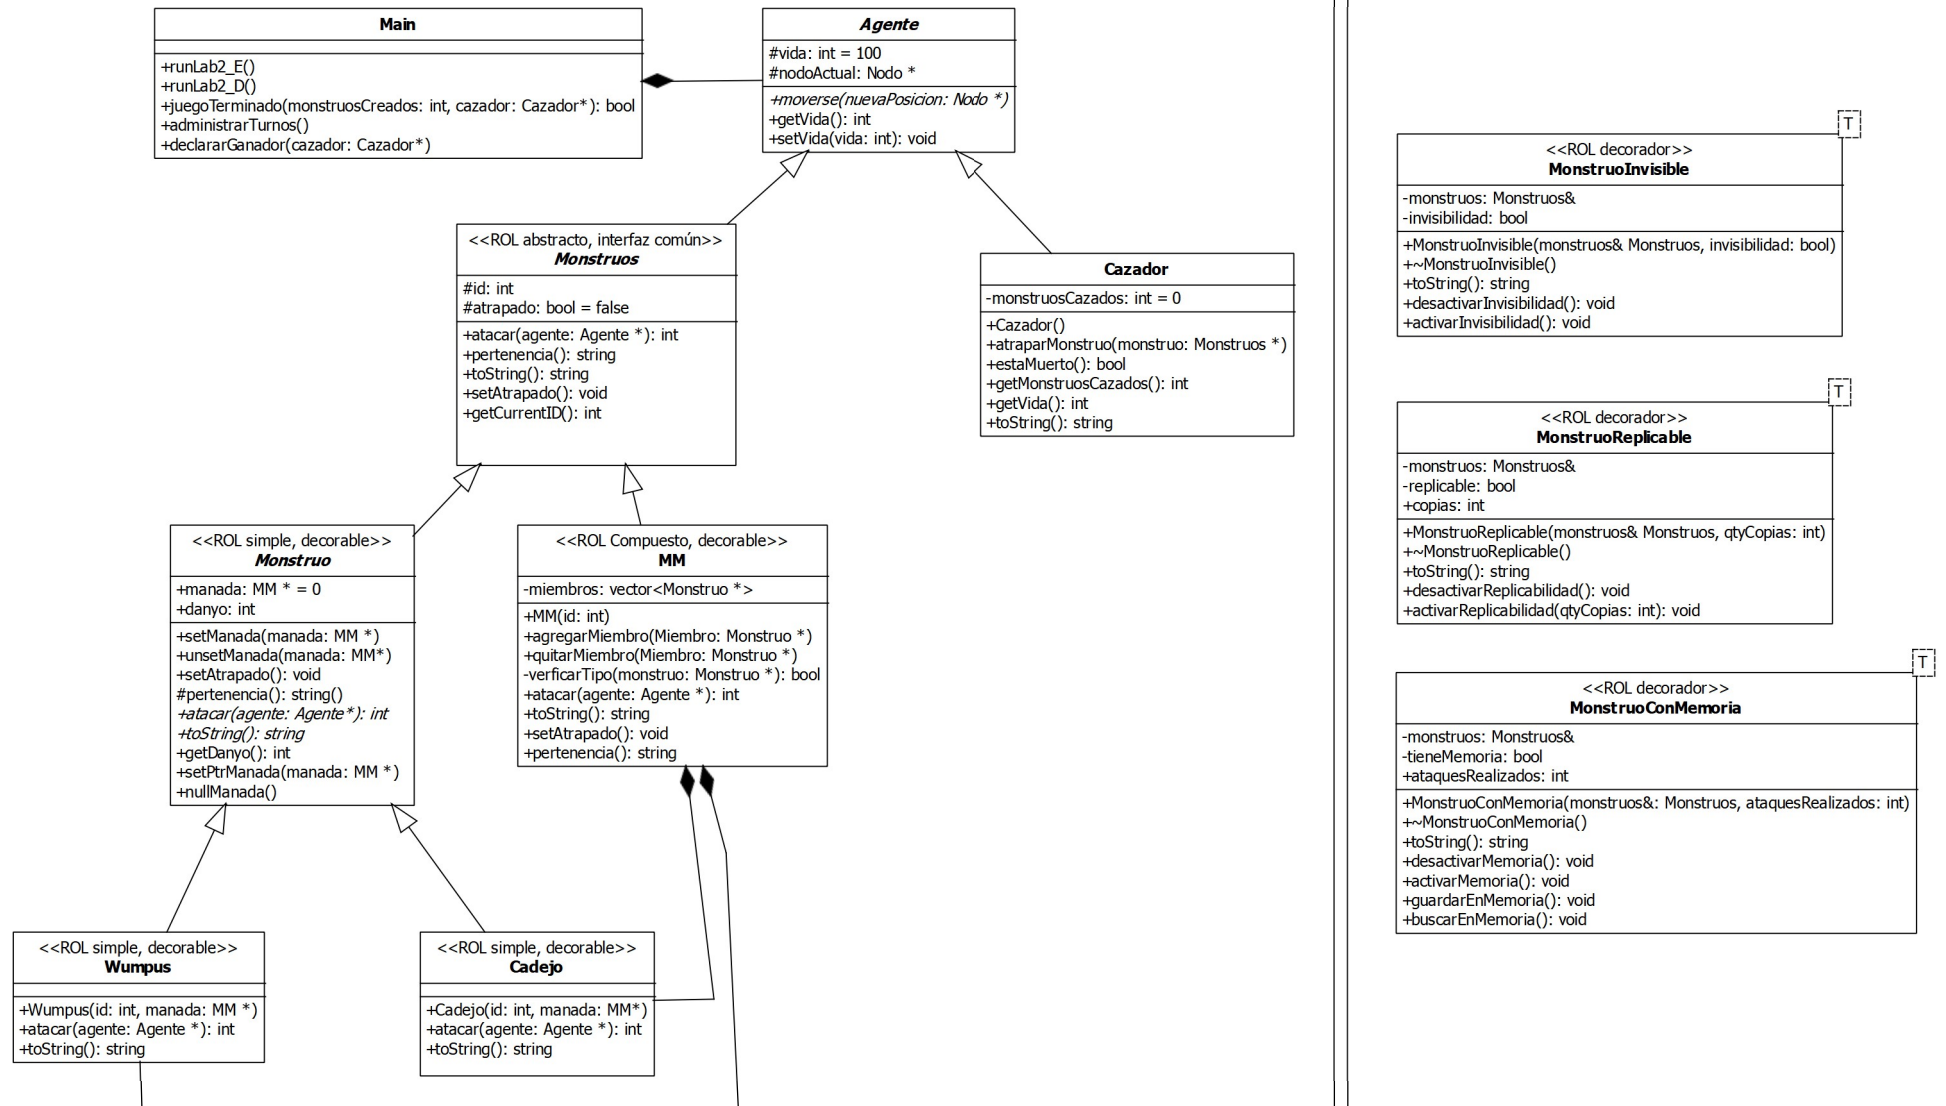 Main
+runLab2_E()
+runLab2_D()
+juegoTerminado(monstruosCreados: int, cazador: Cazador*): bool
+administrarTurnos()
+declararGanador(cazador: Cazador*)
Agente
#vida: int = 100
#nodoActual: Nodo *
+moverse(nuevaPosicion: Nodo *)
+getVida(): int
+setVida(vida: int): void
<<ROL abstracto, interfaz común>>
Monstruos
#id: int
#atrapado: bool = false
+atacar(agente: Agente *): int
+pertenencia(): string
+toString(): string
+setAtrapado(): void
+getCurrentID(): int
Cazador
-monstruosCazados: int = 0
+Cazador()
+atraparMonstruo(monstruo: Monstruos *)
+estaMuerto(): bool
+getMonstruosCazados(): int
+getVida(): int
+toString(): string
<<ROL simple, decorable>>
Monstruo
+manada: MM * = 0
+danyo: int
+setManada(manada: MM *)
+unsetManada(manada: MM*)
+setAtrapado(): void
#pertenencia(): string()
+atacar(agente: Agente*): int
+toString(): string
+getDanyo(): int
+setPtrManada(manada: MM *)
+nullManada()
<<ROL Compuesto, decorable>>
MM
-miembros: vector<Monstruo *>
+MM(id: int)
+agregarMiembro(Miembro: Monstruo *)
+quitarMiembro(Miembro: Monstruo *)
-verficarTipo(monstruo: Monstruo *): bool
+atacar(agente: Agente *): int
+toString(): string
+setAtrapado(): void
+pertenencia(): string
<<ROL simple, decorable>>
Wumpus
+Wumpus(id: int, manada: MM *)
+atacar(agente: Agente *): int
+toString(): string
<<ROL simple, decorable>>
Cadejo
+Cadejo(id: int, manada: MM*)
+atacar(agente: Agente *): int
+toString(): string
T
<<ROL decorador>>
MonstruoInvisible
-monstruos: Monstruos&
-invisibilidad: bool
+MonstruoInvisible(monstruos& Monstruos, invisibilidad: bool)
+~MonstruoInvisible()
+toString(): string
+desactivarInvisibilidad(): void
+activarInvisibilidad(): void
T
<<ROL decorador>>
MonstruoReplicable
-monstruos: Monstruos&
-replicable: bool
+copias: int
+MonstruoReplicable(monstruos& Monstruos, qtyCopias: int)
+~MonstruoReplicable()
+toString(): string
+desactivarReplicabilidad(): void
+activarReplicabilidad(qtyCopias: int): void
T
<<ROL decorador>>
MonstruoConMemoria
-monstruos: Monstruos&
-tieneMemoria: bool
+ataquesRealizados: int
+MonstruoConMemoria(monstruos&: Monstruos, ataquesRealizados: int)
+~MonstruoConMemoria()
+toString(): string
+desactivarMemoria(): void
+activarMemoria(): void
+guardarEnMemoria(): void
+buscarEnMemoria(): void